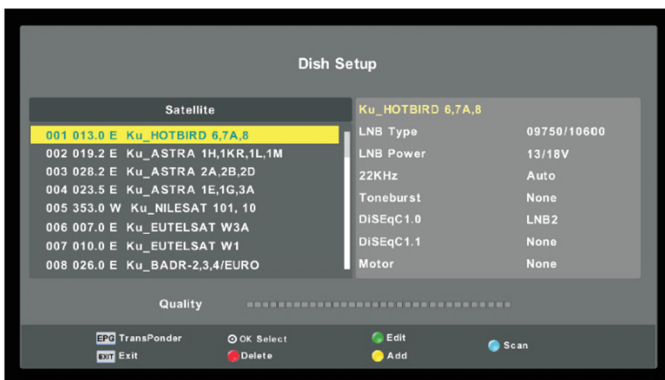 Dish Setup
Satellite
001 013.0 E Ku_HOTBIRD 6,7A,8
002 019.2 E Ku_ASTRA 1H,1KR,1L,1M
003 028.2 E Ku_ASTRA 2A,2B,2D
004 023.5 E Ku_ASTRA 1E,1G,3A
005 353.0 W Ku_NILESAT 101, 10
006 007.0 E Ku_EUTELSAT W3A
007 010.0 E Ku_EUTELSAT W1
008 026.0 E Ku_BADR-2,3,4/EURO
Ku_HOTBIRD 6,7A,8
LNB Type 09750/10600
LNB Power 13/18V
22KHz Auto
Toneburst None
DiSEqC1.0 LNB2
DiSEqC1.1 None
Motor None
Quality
EPG TransPonder OK Select Edit Scan
EXIT Exit Delete Add